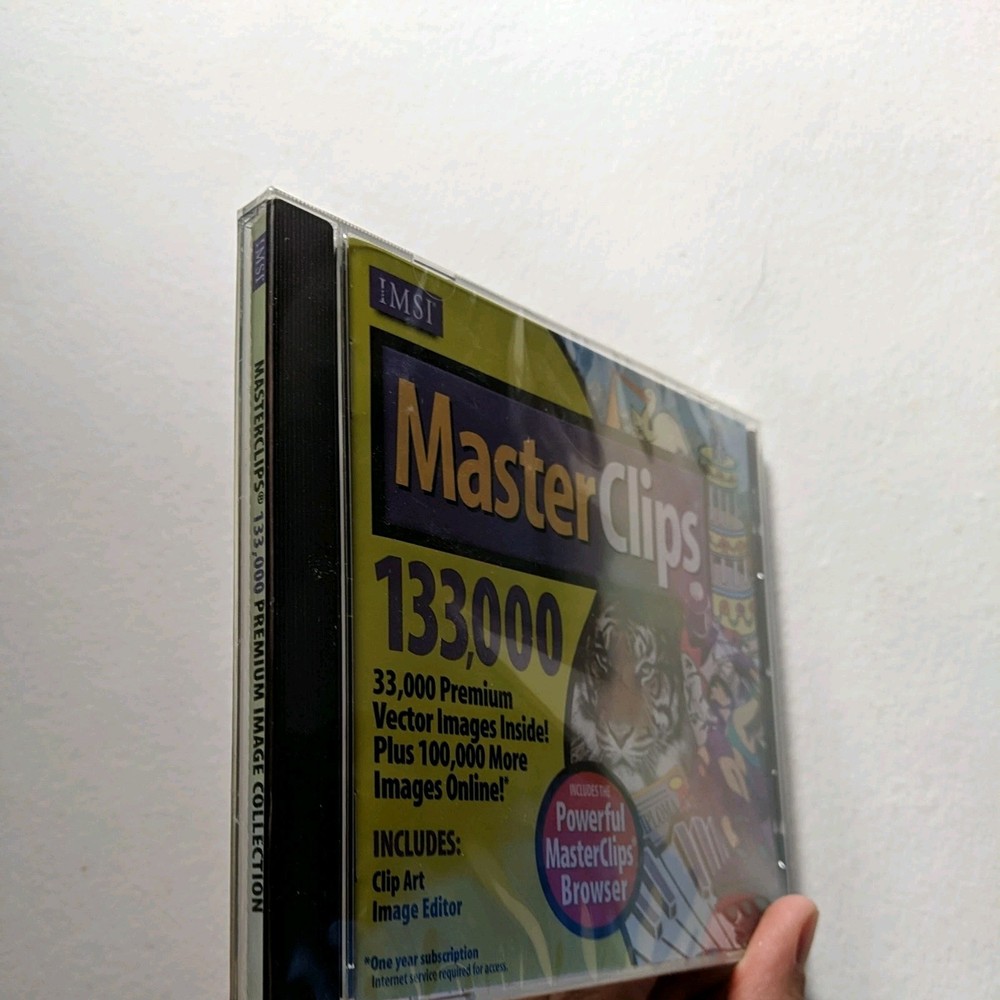 IMSI
MASTERCLIPS® 133,000 PREMIUM IMAGE COLLECTION
IMSI
MasterClips
133,000
33,000 Premium
Vector Images Inside!
Plus 100,000 More
Images Online!*
INCLUDES:
Clip Art
Image Editor
*One year subscription
Internet service required for access.
INCLUDES THE
Powerful
MasterClips
Browser